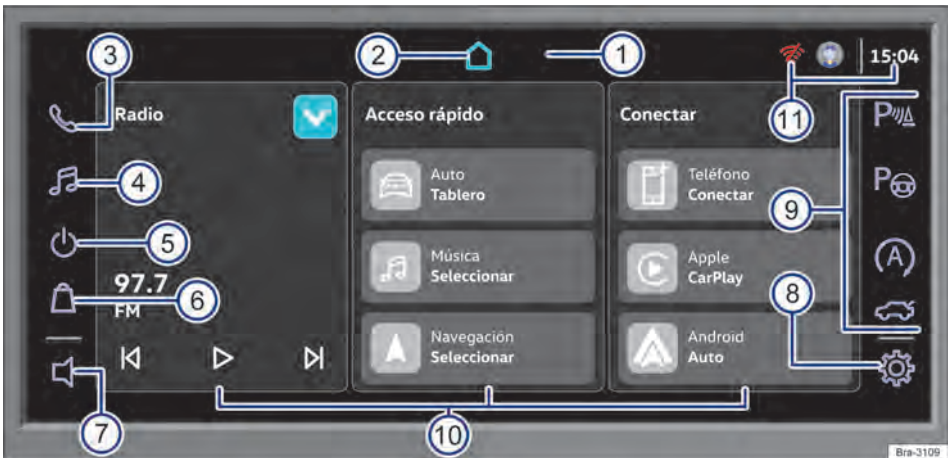 3
2
1
15:04
11
Radio
Acceso rápido
Conectar
P
4
Auto
Tablero
Teléfono
Conectar
9
P
5
Música
Seleccionar
Apple
CarPlay
A
97.7
FM
6
8
Navegación
Seleccionar
Android
Auto
7
10
Bra-3109